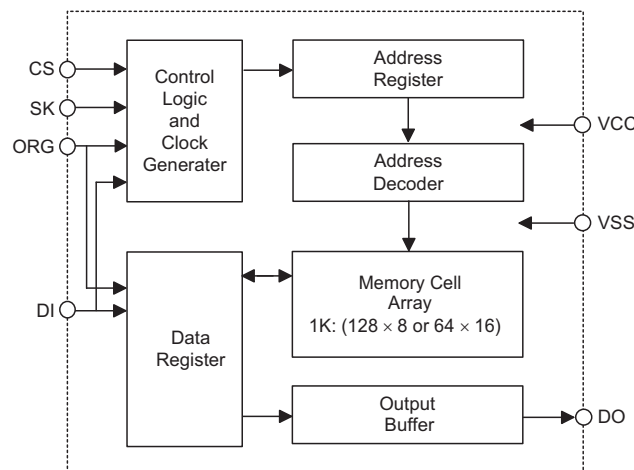 CS
SK
ORG
DI
Control
Logic
and
Clock
Generater
Address
Register
Address
Decoder
VCC
VSS
Memory Cell
Array
1K: (128 × 8 or 64 × 16)
Data
Register
Output
Buffer
DO